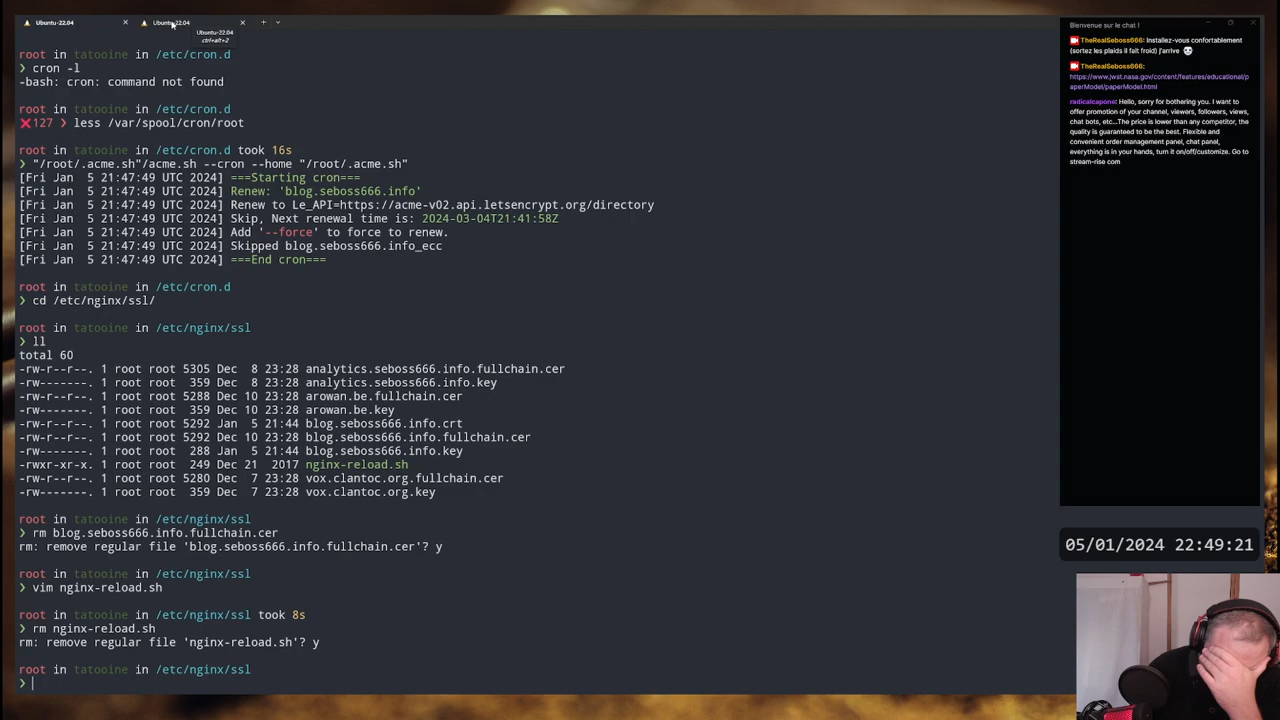 Ubuntu-22.04
Ubuntu-22.04
Ubuntu-22.04
ctrl+alt+2
root in tatooine in /etc/cron.d
❯ cron -l
-bash: cron: command not found
root in tatooine in /etc/cron.d
❌127 ❯ less /var/spool/cron/root
root in tatooine in /etc/cron.d took 16s
❯ "/root/.acme.sh"/acme.sh --cron --home "/root/.acme.sh"
[Fri Jan  5 21:47:49 UTC 2024] ===Starting cron===
[Fri Jan  5 21:47:49 UTC 2024] Renew: 'blog.seboss666.info'
[Fri Jan  5 21:47:49 UTC 2024] Renew to Le_API=https://acme-v02.api.letsencrypt.org/directory
[Fri Jan  5 21:47:49 UTC 2024] Skip, Next renewal time is: 2024-03-04T21:41:58Z
[Fri Jan  5 21:47:49 UTC 2024] Add '--force' to force to renew.
[Fri Jan  5 21:47:49 UTC 2024] Skipped blog.seboss666.info_ecc
[Fri Jan  5 21:47:49 UTC 2024] ===End cron===
root in tatooine in /etc/cron.d
❯ cd /etc/nginx/ssl/
root in tatooine in /etc/nginx/ssl
❯ ll
total 60
-rw-r--r--. 1 root root 5305 Dec  8 23:28 analytics.seboss666.info.fullchain.cer
-rw-------. 1 root root  359 Dec  8 23:28 analytics.seboss666.info.key
-rw-r--r--. 1 root root 5288 Dec 10 23:28 arowan.be.fullchain.cer
-rw-------. 1 root root  359 Dec 10 23:28 arowan.be.key
-rw-r--r--. 1 root root 5292 Jan  5 21:44 blog.seboss666.info.crt
-rw-r--r--. 1 root root 5292 Dec 10 23:28 blog.seboss666.info.fullchain.cer
-rw-------. 1 root root  288 Jan  5 21:44 blog.seboss666.info.key
-rwxr-xr-x. 1 root root  249 Dec 21  2017 nginx-reload.sh
-rw-r--r--. 1 root root 5280 Dec  7 23:28 vox.clantoc.org.fullchain.cer
-rw-------. 1 root root  359 Dec  7 23:28 vox.clantoc.org.key
root in tatooine in /etc/nginx/ssl
❯ rm blog.seboss666.info.fullchain.cer
rm: remove regular file 'blog.seboss666.info.fullchain.cer'? y
root in tatooine in /etc/nginx/ssl
❯ vim nginx-reload.sh
root in tatooine in /etc/nginx/ssl took 8s
❯ rm nginx-reload.sh
rm: remove regular file 'nginx-reload.sh'? y
root in tatooine in /etc/nginx/ssl
❯
Bienvenue sur le chat !
TheRealSeboss666: Installez-vous confortablement
(sortez les plaids il fait froid) j'arrive
TheRealSeboss666:
https://www.jwst.nasa.gov/content/features/educational/p
aperModel/paperModel.html
radicalcapone: Hello, sorry for bothering you. I want to
offer promotion of your channel, viewers, followers, views,
chat bots, etc...The price is lower than any competitor, the
quality is guaranteed to be the best. Flexible and
convenient order management panel, chat panel,
everything is in your hands, turn it on/off/customize. Go to
stream-rise com
05/01/2024 22:49:21